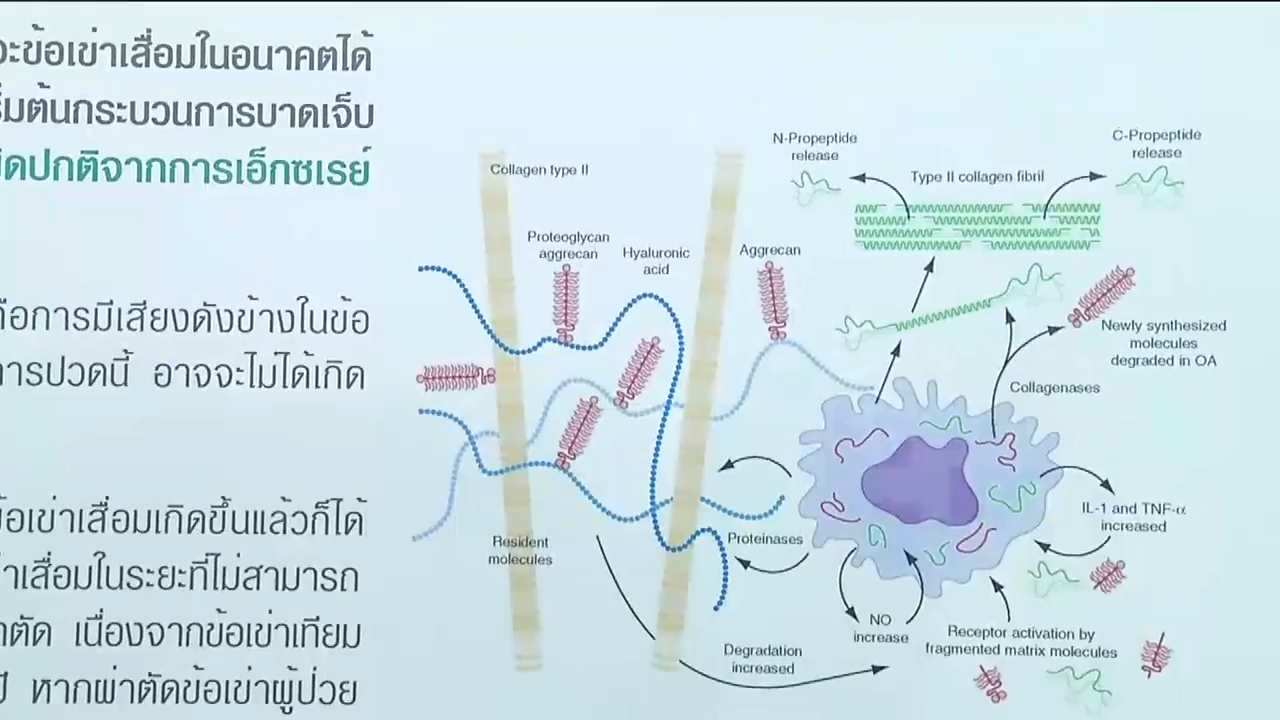 ะข้อเข่าเสื่อมในอนาคตได้
ต้นกระบวนการบาดเจ็บ
ปกติจากการเอ็กซเรย์
คือการมีเสียงดังข้างในข้อ
การปวดนี้ อาจจะไม่ได้เกิด
ข้อเข่าเสื่อมเกิดขึ้นแล้วก็ได้
าเสื่อมในระยะที่ไม่สามารถ
ตัด เนื่องจากข้อเข่าเทียม
ปี หากผ่าตัดข้อเข่าผู้ป่วย
Collagen type II
Proteoglycan
aggrecan
Hyaluronic
acid
Aggrecan
Resident
molecules
Proteinases
Degradation
increased
N-Propeptide
release
Type II collagen fibril
C-Propeptide
release
Newly synthesized
molecules
degraded in OA
Collagenases
IL-1 and TNF-α
increased
NO
increase
Receptor activation by
fragmented matrix molecules